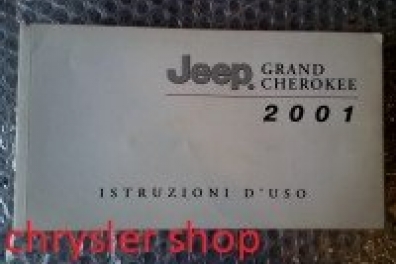 Jeep. GRAND
CHEROKEE
2001
ISTRUZIONI D'USO
chrysler shop